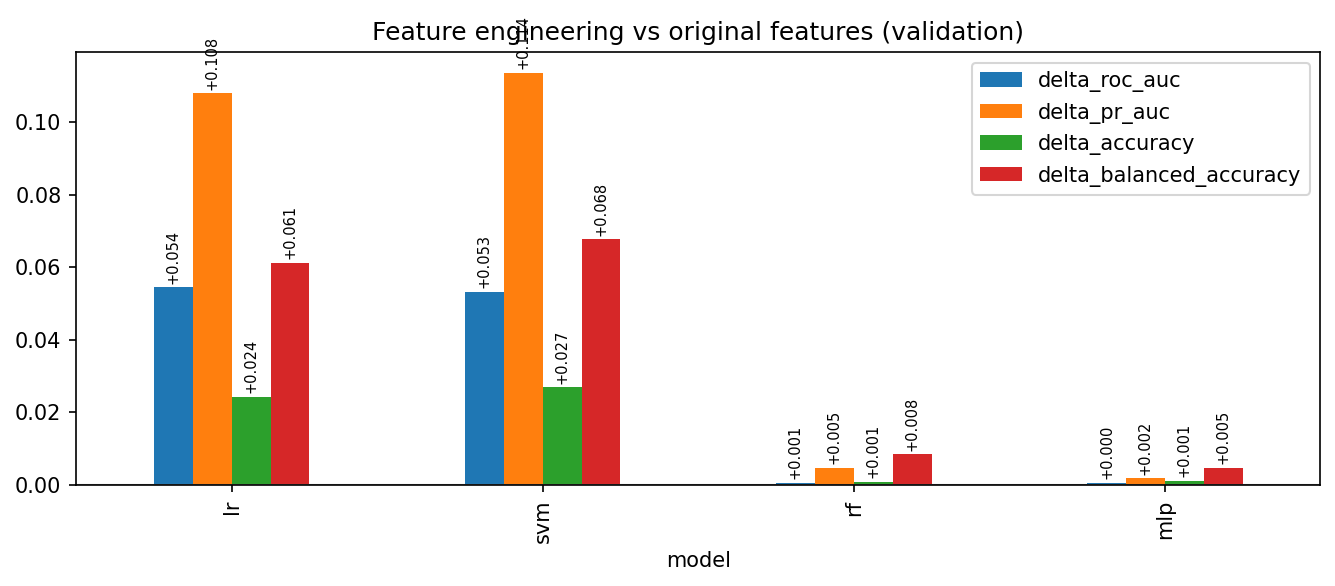 Feature engineering vs original features (validation)
delta_roc_auc
delta_pr_auc
delta_accuracy
delta_balanced_accuracy
0.10
0.08
0.06
0.04
0.02
0.00
+0.054
+0.108
+0.024
+0.061
+0.053
+0.114
+0.027
+0.068
+0.001
+0.005
+0.001
+0.008
+0.000
+0.002
+0.001
+0.005
lr
svm
rf
mlp
model